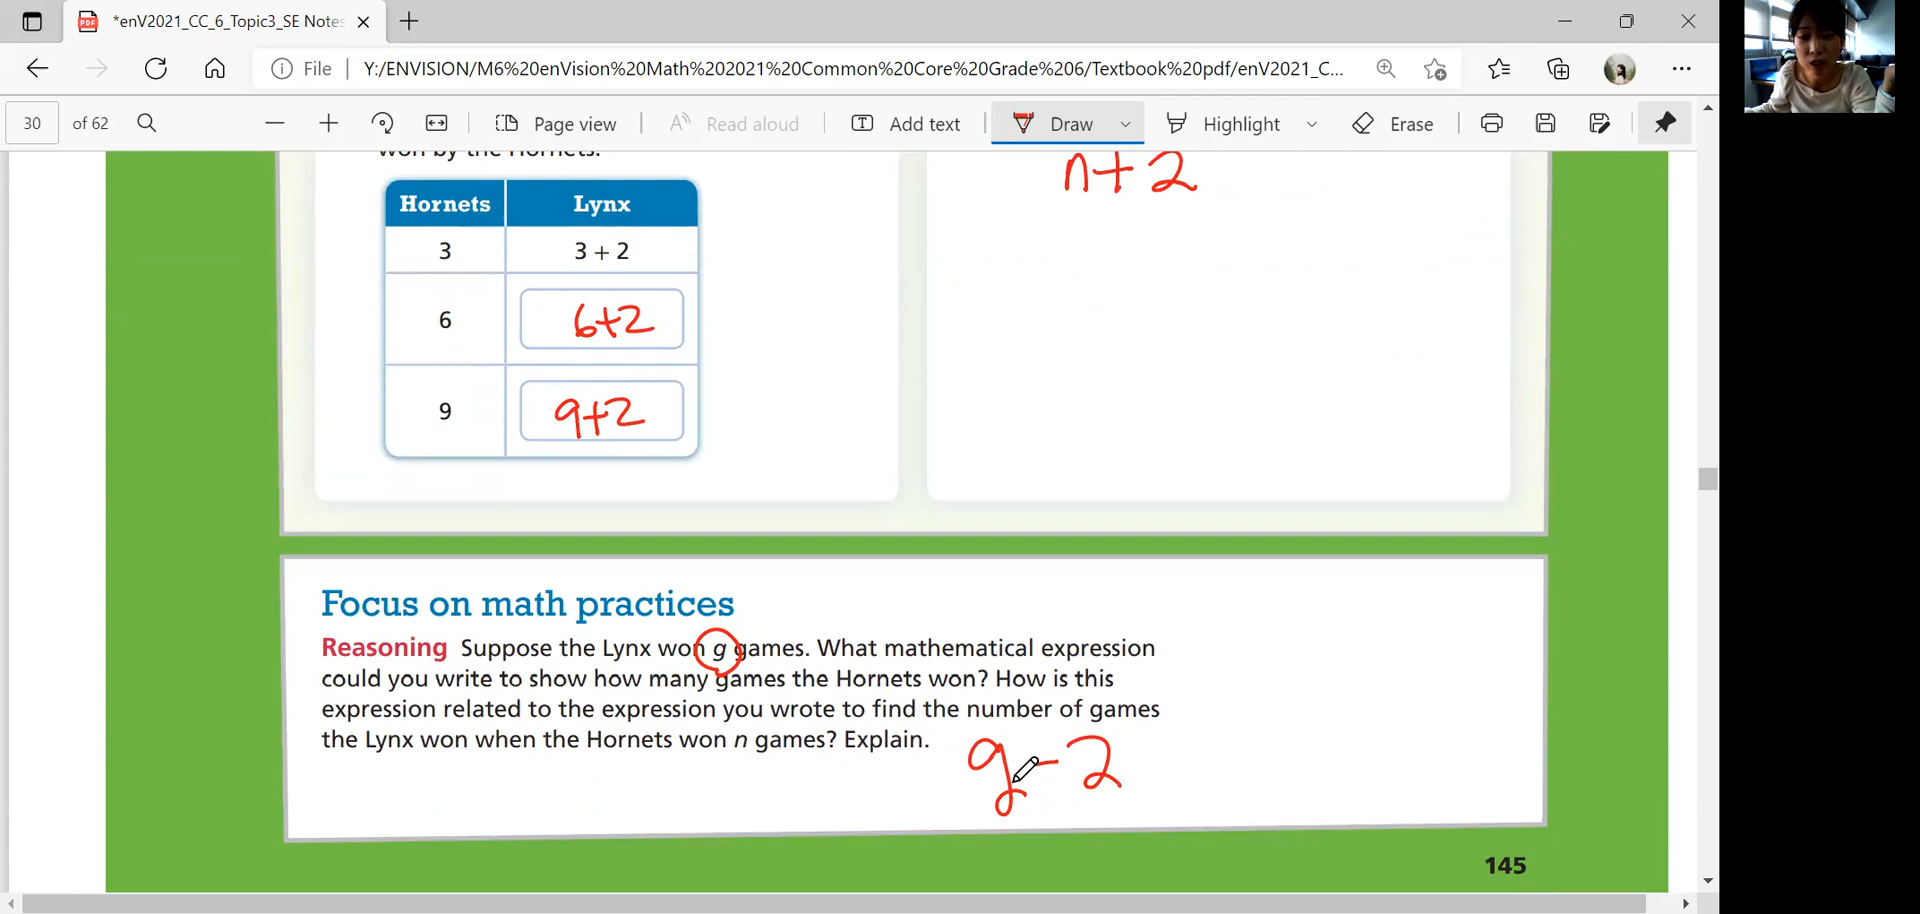 *enV2021_CC_6_Topic3_SE Notes
File Y:/ENVISION/M6%20enVision%20Math%202021%20Common%20Core%20Grade%206/Textbook%20pdf/enV2021_C...
30 of 62 Page view Read aloud Add text Draw Highlight Erase
won by the Hornets.
n+2
Hornets Lynx
3 3 + 2
6 6+2
9 9+2
Focus on math practices
Reasoning Suppose the Lynx won g games. What mathematical expression
could you write to show how many games the Hornets won? How is this
expression related to the expression you wrote to find the number of games
the Lynx won when the Hornets won n games? Explain.
g-2
145